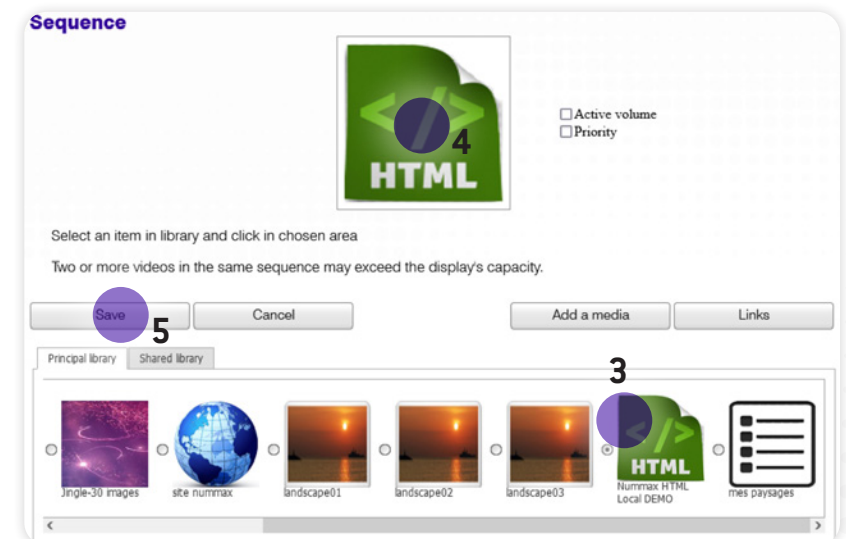 Sequence
</>
HTML
4
Active volume
Priority
Select an item in library and click in chosen area
Two or more videos in the same sequence may exceed the display's capacity.
Save
Cancel
Add a media
Links
5
Principal library
Shared library
3
</>
HTML
Jingle-30 images
site nummax
landscape01
landscape02
landscape03
Nummax HTML
Local DEMO
mes paysages